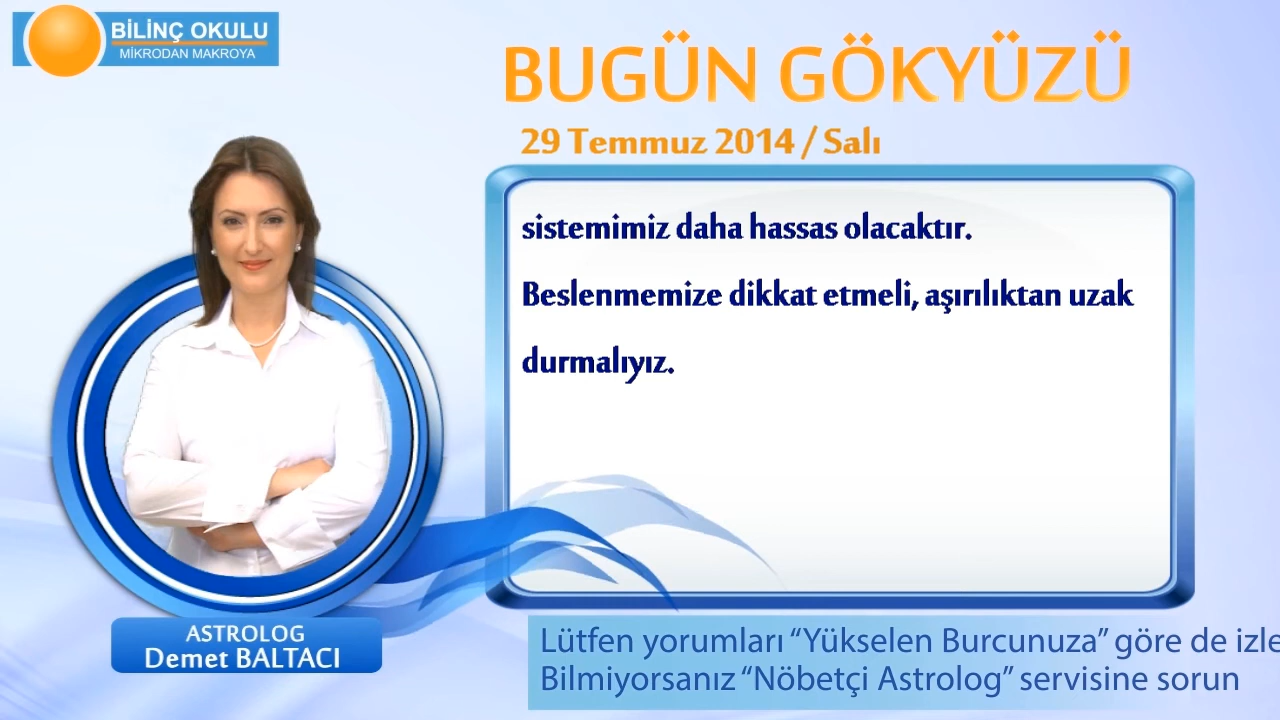 BİLİNÇ OKULU
MİKRODAN MAKROYA
BUGÜN GÖKYÜZÜ
29 Temmuz 2014 / Salı
sistemimiz daha hassas olacaktır.
Beslenmemize dikkat etmeli, aşırılıktan uzak
durmalıyız.
ASTROLOG
Demet BALTACI
Lütfen yorumları “Yükselen Burcunuza” göre de izle
Bilmiyorsanız “Nöbetçi Astrolog” servisine sorun